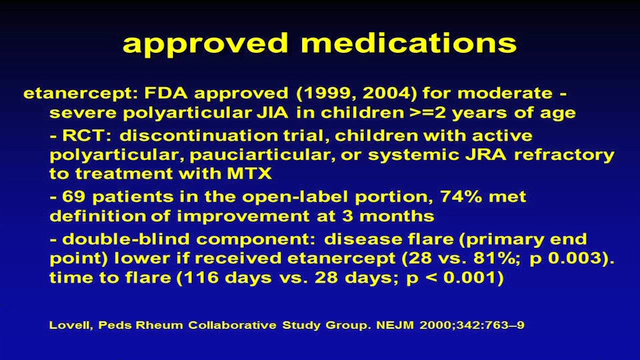 approved medications
etanercept: FDA approved (1999, 2004) for moderate -
severe polyarticular JIA in children >=2 years of age
- RCT: discontinuation trial, children with active
polyarticular, pauciarticular, or systemic JRA refractory
to treatment with MTX
- 69 patients in the open-label portion, 74% met
definition of improvement at 3 months
- double-blind component: disease flare (primary end
point) lower if received etanercept (28 vs. 81%; p 0.003).
time to flare (116 days vs. 28 days; p < 0.001)
Lovell, Peds Rheum Collaborative Study Group. NEJM 2000;342:763–9